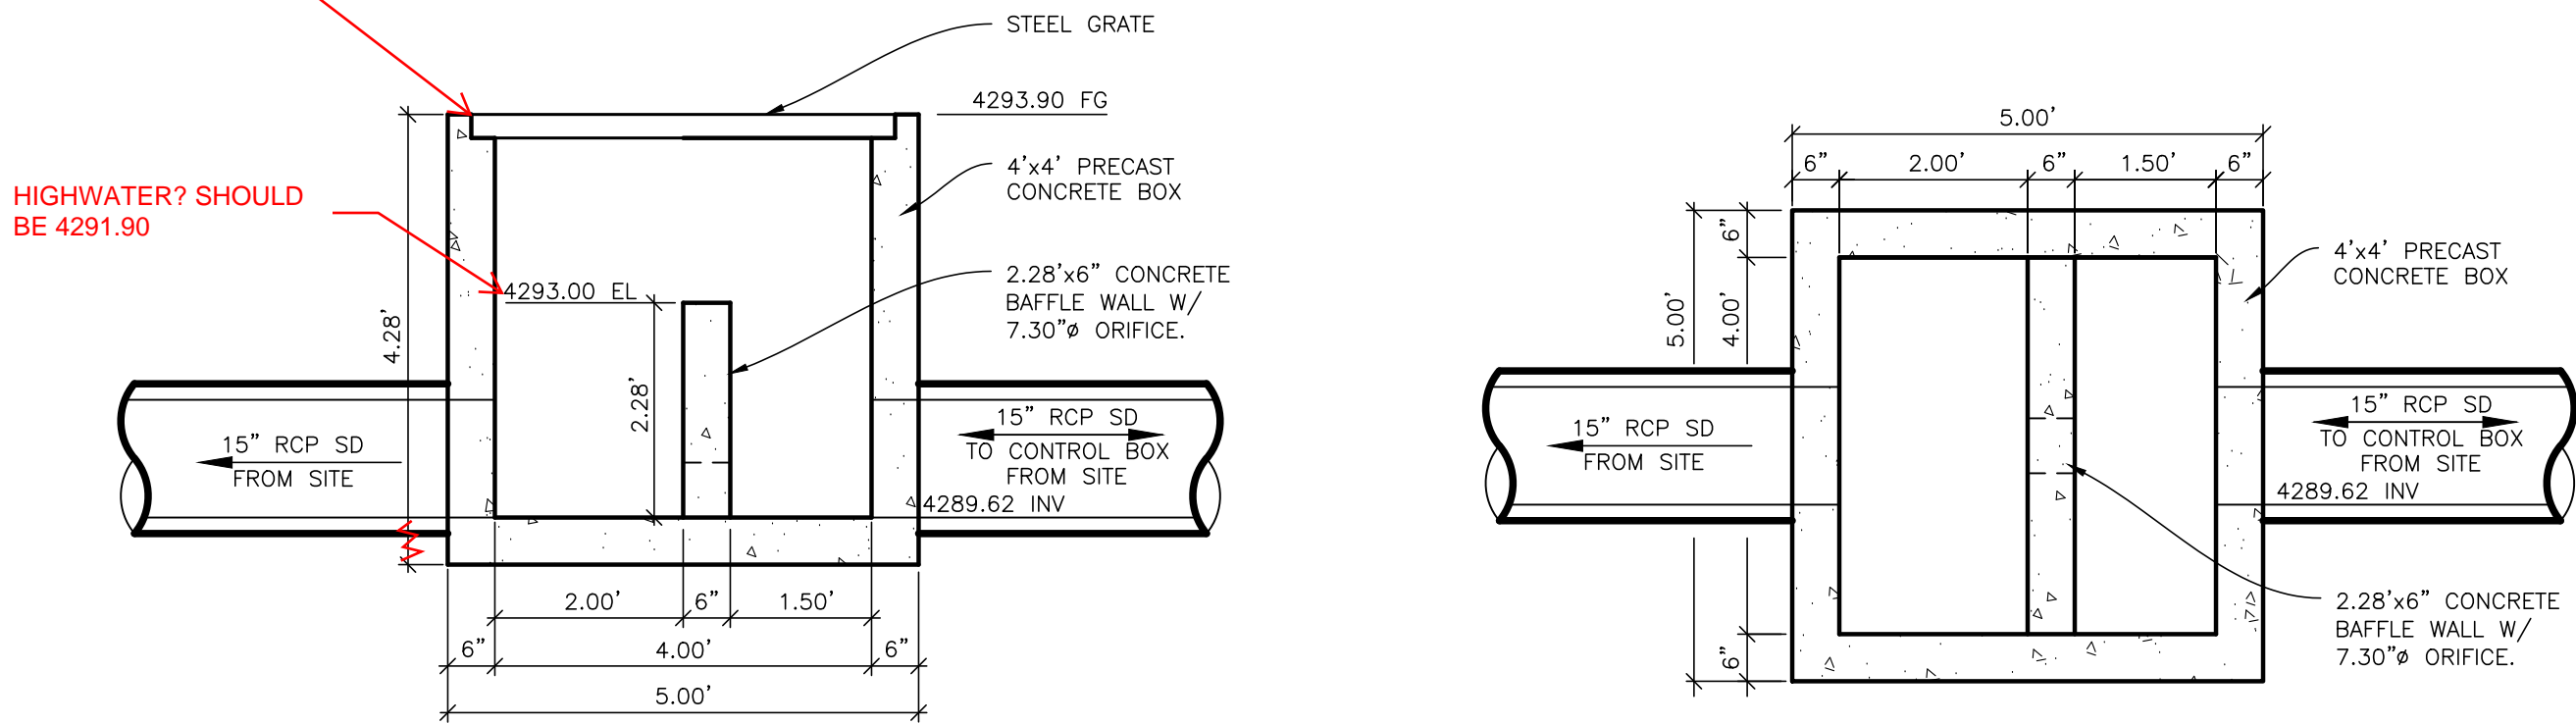 STEEL GRATE
4293.90 FG
4'x4' PRECAST
CONCRETE BOX
HIGHWATER? SHOULD
BE 4291.90
4293.00 EL
2.28'x6" CONCRETE
BAFFLE WALL W/
7.30"ø ORIFICE.
4.28'
2.28'
15" RCP SD
FROM SITE
15" RCP SD
TO CONTROL BOX
FROM SITE
4289.62 INV
2.00'
6"
1.50'
6"
4.00'
6"
5.00'
5.00'
6"
2.00'
6"
1.50'
6"
6"
5.00'
4.00'
6"
4'x4' PRECAST
CONCRETE BOX
15" RCP SD
FROM SITE
15" RCP SD
TO CONTROL BOX
FROM SITE
4289.62 INV
2.28'x6" CONCRETE
BAFFLE WALL W/
7.30"ø ORIFICE.